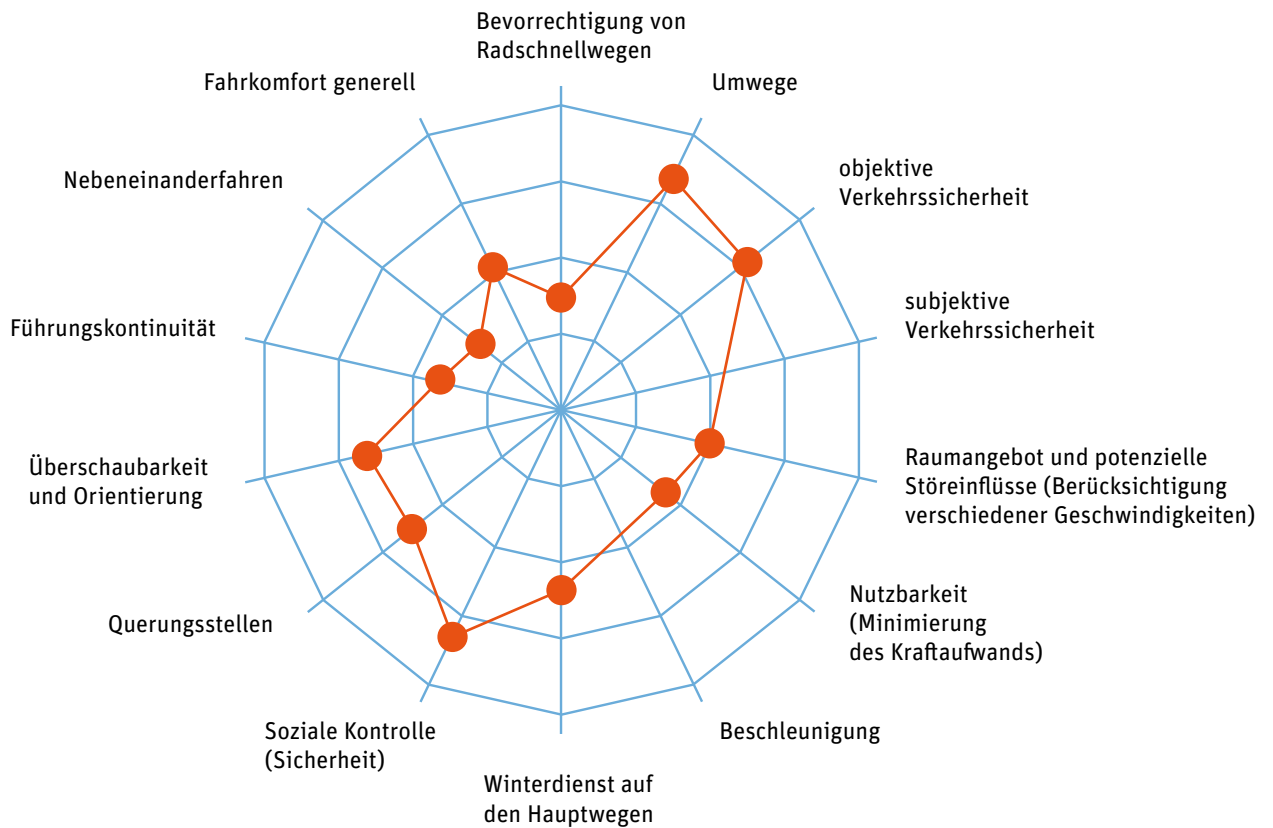 Bevorrechtigung von
Radschnellwegen
Umwege
objektive
Verkehrssicherheit
subjektive
Verkehrssicherheit
Raumangebot und potenzielle
Störeinflüsse (Berücksichtigung
verschiedener Geschwindigkeiten)
Nutzbarkeit
(Minimierung
des Kraftaufwands)
Beschleunigung
Winterdienst auf
den Hauptwegen
Soziale Kontrolle
(Sicherheit)
Querungsstellen
Überschaubarkeit
und Orientierung
Führungskontinuität
Nebeneinanderfahren
Fahrkomfort generell